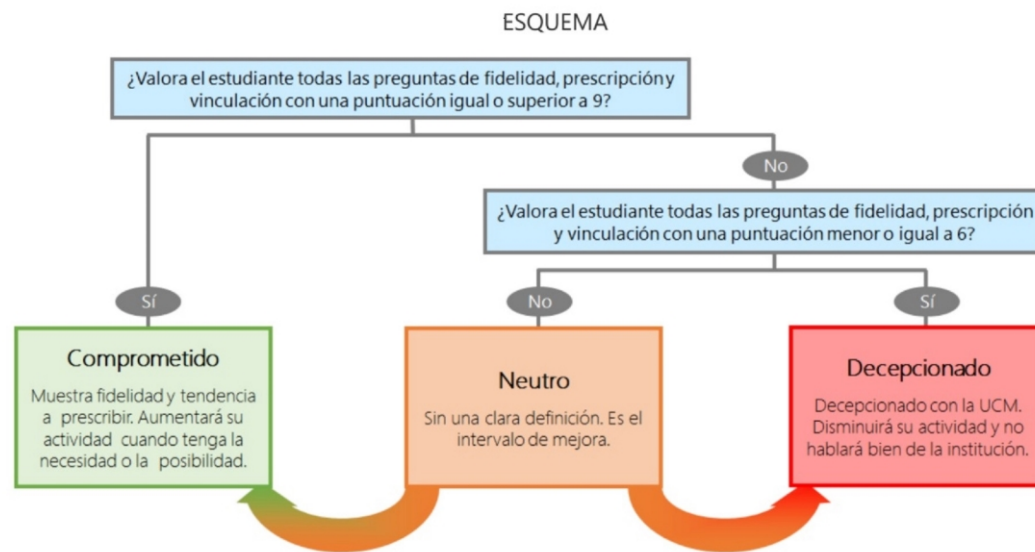 ESQUEMA
¿Valora el estudiante todas las preguntas de fidelidad, prescripción y
vinculación con una puntuación igual o superior a 9?
No
¿Valora el estudiante todas las preguntas de fidelidad, prescripción
y vinculación con una puntuación menor o igual a 6?
Sí
No
Sí
Comprometido
Muestra fidelidad y tendencia
a prescribir. Aumentará su
actividad cuando tenga la
necesidad o la posibilidad.
Neutro
Sin una clara definición. Es el
intervalo de mejora.
Decepcionado
Decepcionado con la UCM.
Disminuirá su actividad y no
hablará bien de la institución.